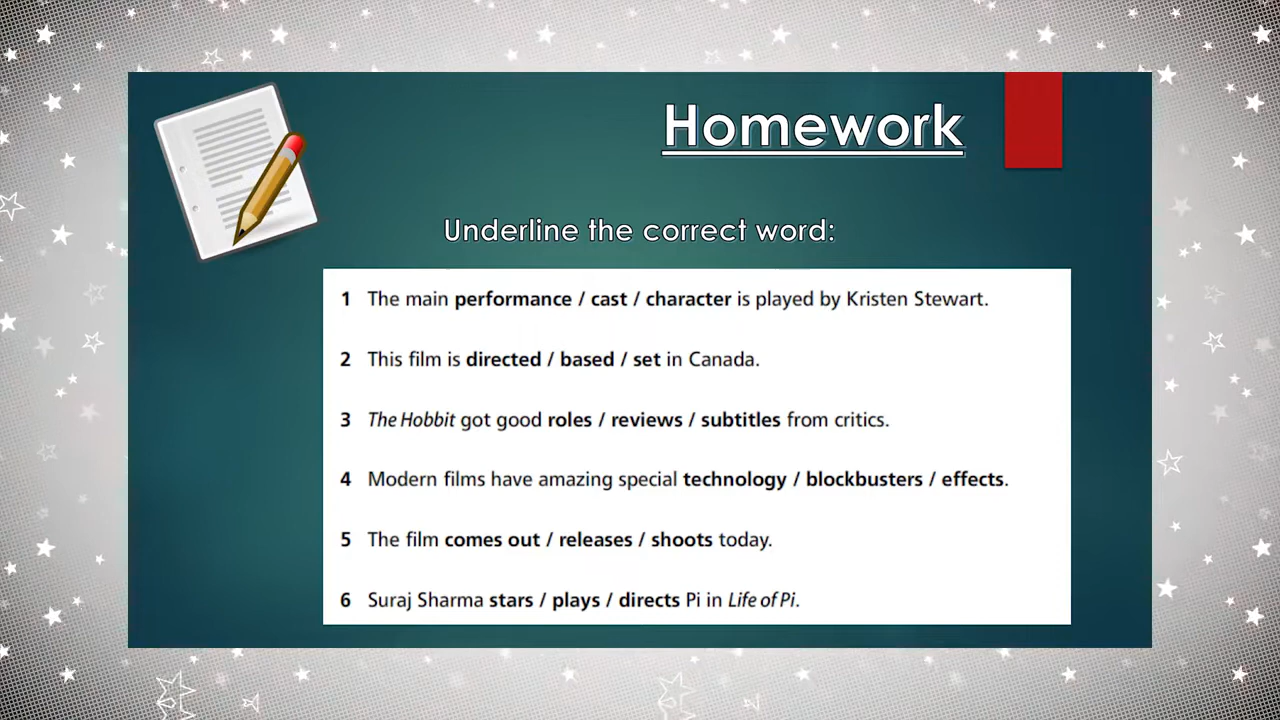 Homework
Underline the correct word:
1 The main performance / cast / character is played by Kristen Stewart.
2 This film is directed / based / set in Canada.
3 The Hobbit got good roles / reviews / subtitles from critics.
4 Modern films have amazing special technology / blockbusters / effects.
5 The film comes out / releases / shoots today.
6 Suraj Sharma stars / plays / directs Pi in Life of Pi.